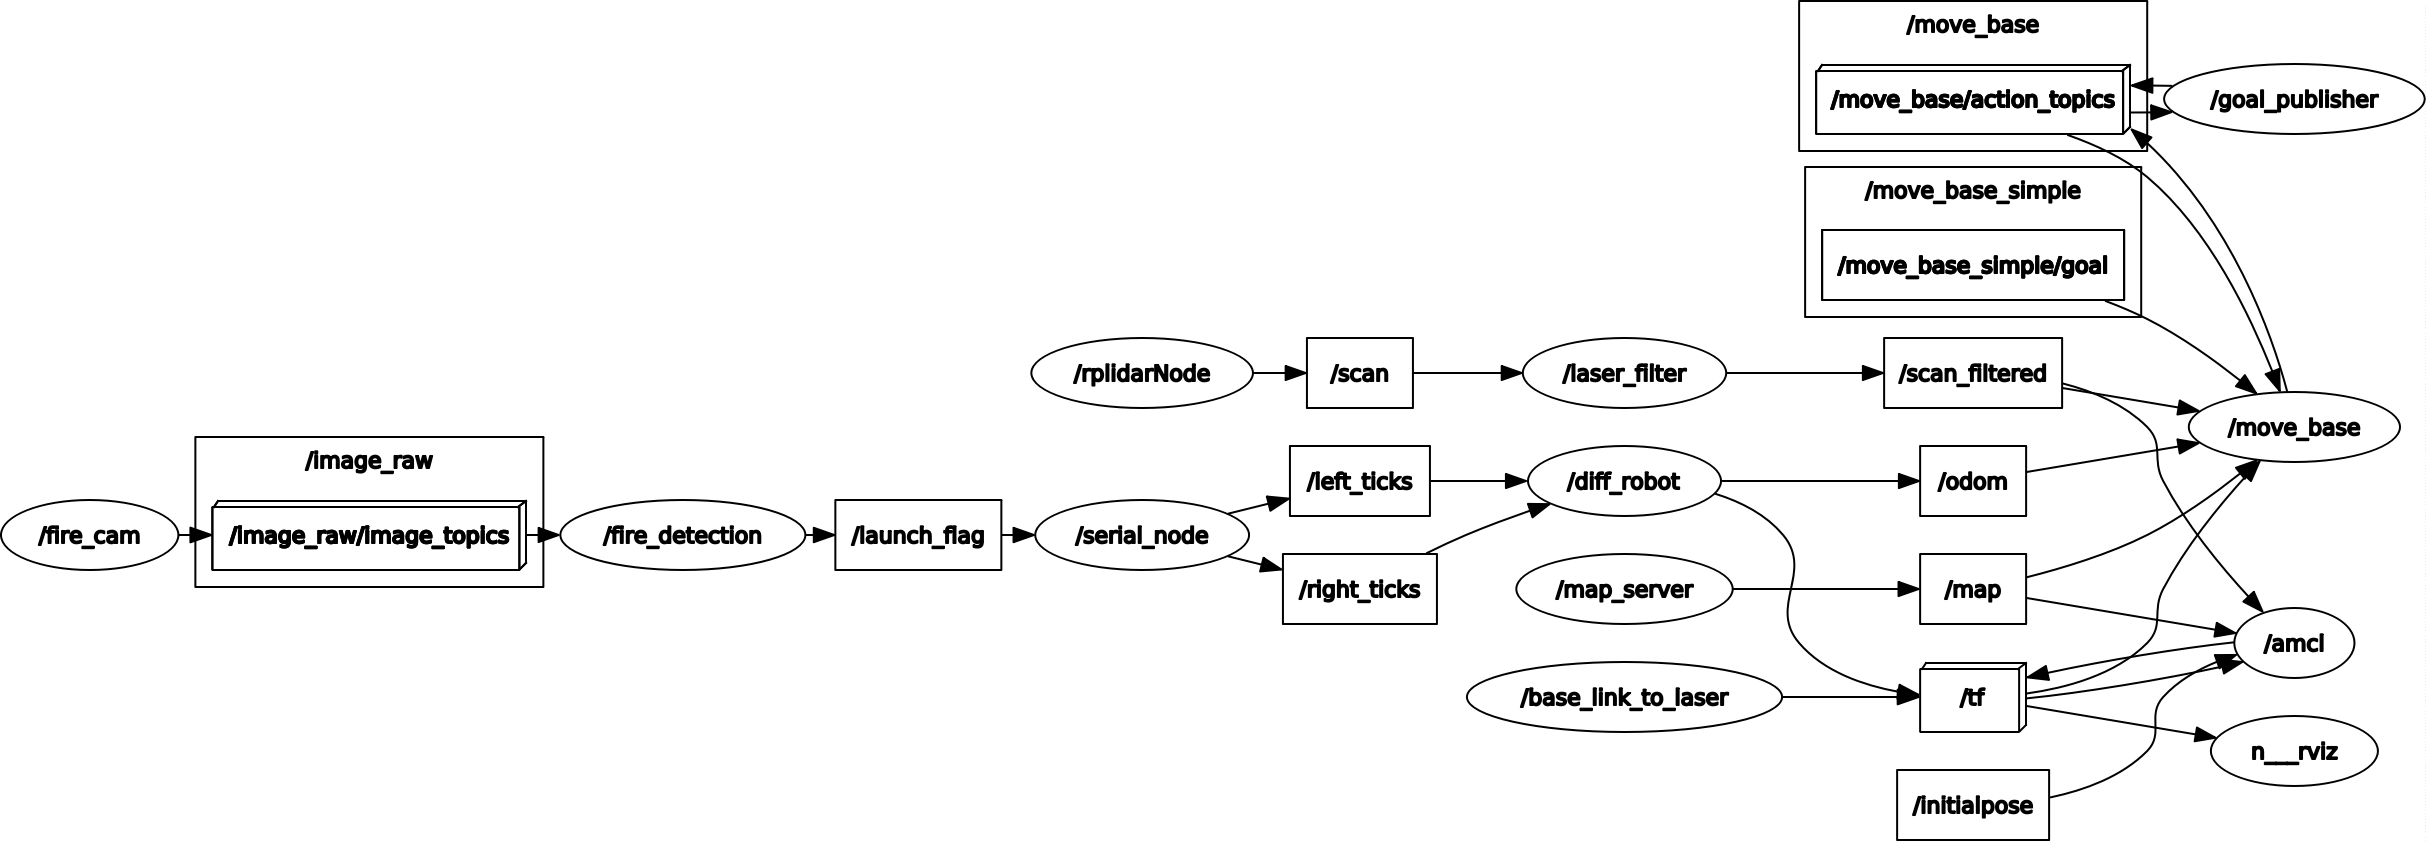 /move_base
/move_base/action_topics
/goal_publisher
/move_base_simple
/move_base_simple/goal
/rplidarNode
/scan
/laser_filter
/scan_filtered
/move_base
/image_raw
/fire_cam
/image_raw/image_topics
/fire_detection
/launch_flag
/serial_node
/left_ticks
/right_ticks
/diff_robot
/odom
/map_server
/map
/amcl
/base_link_to_laser
/tf
n___rviz
/initialpose